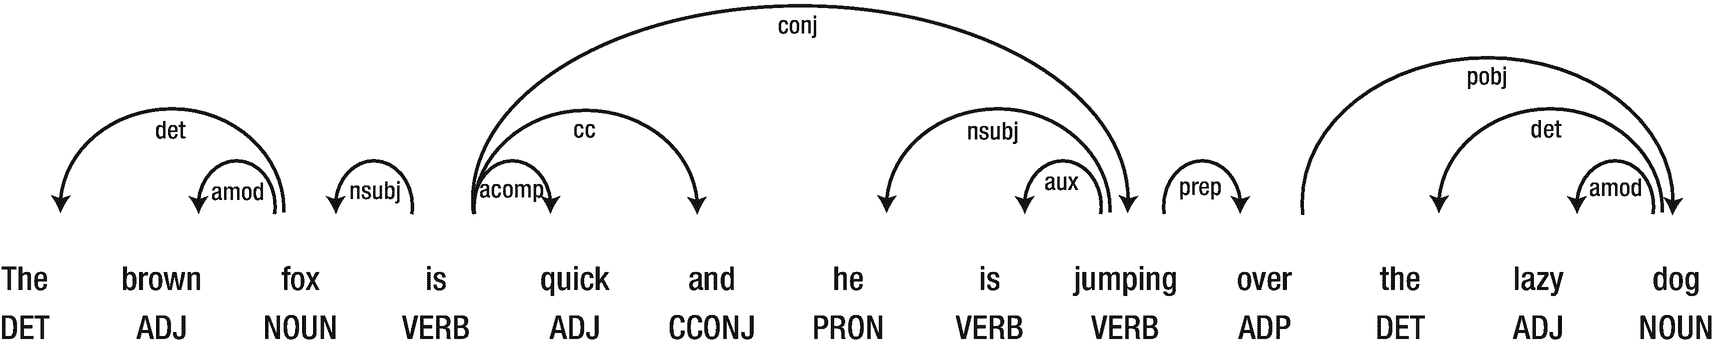 conj
pobj
det cc nsubj det
amod nsubj acomp aux prep amod
The brown fox is quick and he is jumping over the lazy dog
DET ADJ NOUN VERB ADJ CCONJ PRON VERB VERB ADP DET ADJ NOUN